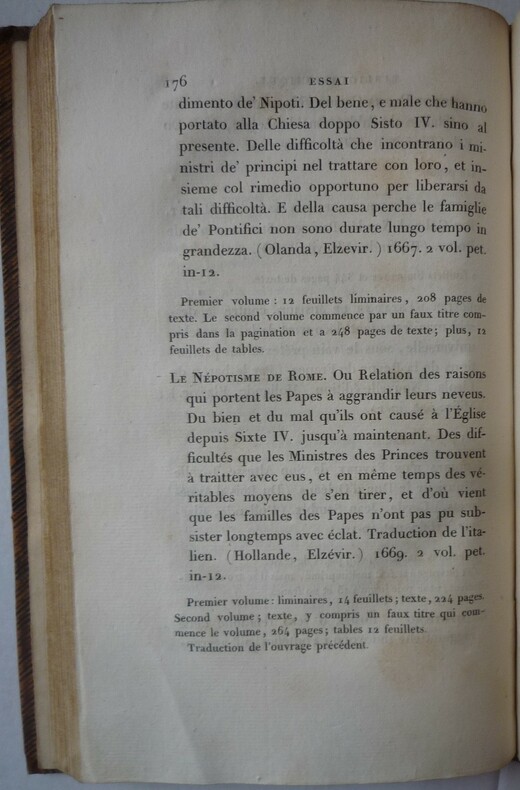 176 ESSAI
dimento de' Nipoti. Del bene, e male che hanno
portato alla Chiesa doppo Sisto IV. sino al
presente. Delle difficoltà che incontrano i mi-
nistri de' principi nel trattare con loro, et in-
sieme col rimedio opportuno per liberarsi da
tali difficoltà. E della causa perche le famiglie
de' Pontifici non sono durate lungo tempo in
grandezza. (Olanda, Elzevir.) 1667. 2 vol. pet.
in-12.
Premier volume : 12 feuillets liminaires, 208 pages de
texte. Le second volume commence par un faux titre com-
pris dans la pagination et a 248 pages de texte; plus, 12
feuillets de tables.
LE NÉPOTISME DE ROME. Ou Relation des raisons
qui portent les Papes à aggrandir leurs neveus.
Du bien et du mal qu'ils ont causé à l'Église
depuis Sixte IV. jusqu'à maintenant. Des dif-
ficultés que les Ministres des Princes trouvent
à traitter avec eus, et en même temps des vé-
ritables moyens de s'en tirer, et d'où vient
que les familles des Papes n'ont pas pu sub-
sister longtemps avec éclat. Traduction de l'ita-
lien. (Hollande, Elzévir.) 1669. 2 vol. pet.
in-12.
Premier volume : liminaires, 14 feuillets; texte, 224 pages.
Second volume; texte, y compris un faux titre qui com-
mence le volume, 264 pages; tables 12 feuillets.
Traduction de l'ouvrage précédent.